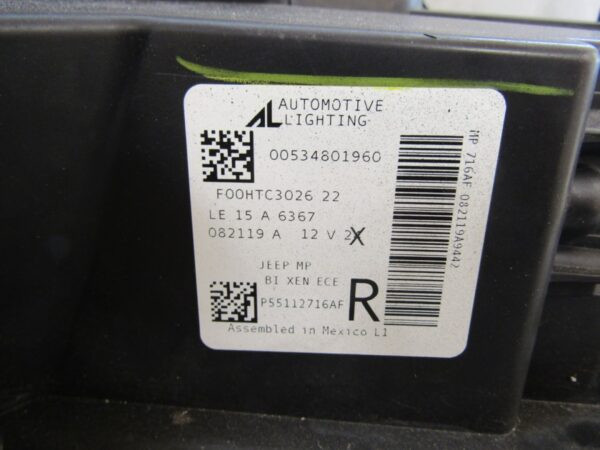 AL AUTOMOTIVE
LIGHTING
00534801960
F00HTC3026 22
LE 15 A 6367
082119 A 12 V 2X
JEEP MP
BI XEN ECE
P55112716AF R
Assembled in Mexico L1
MP 716AF 082119A9442